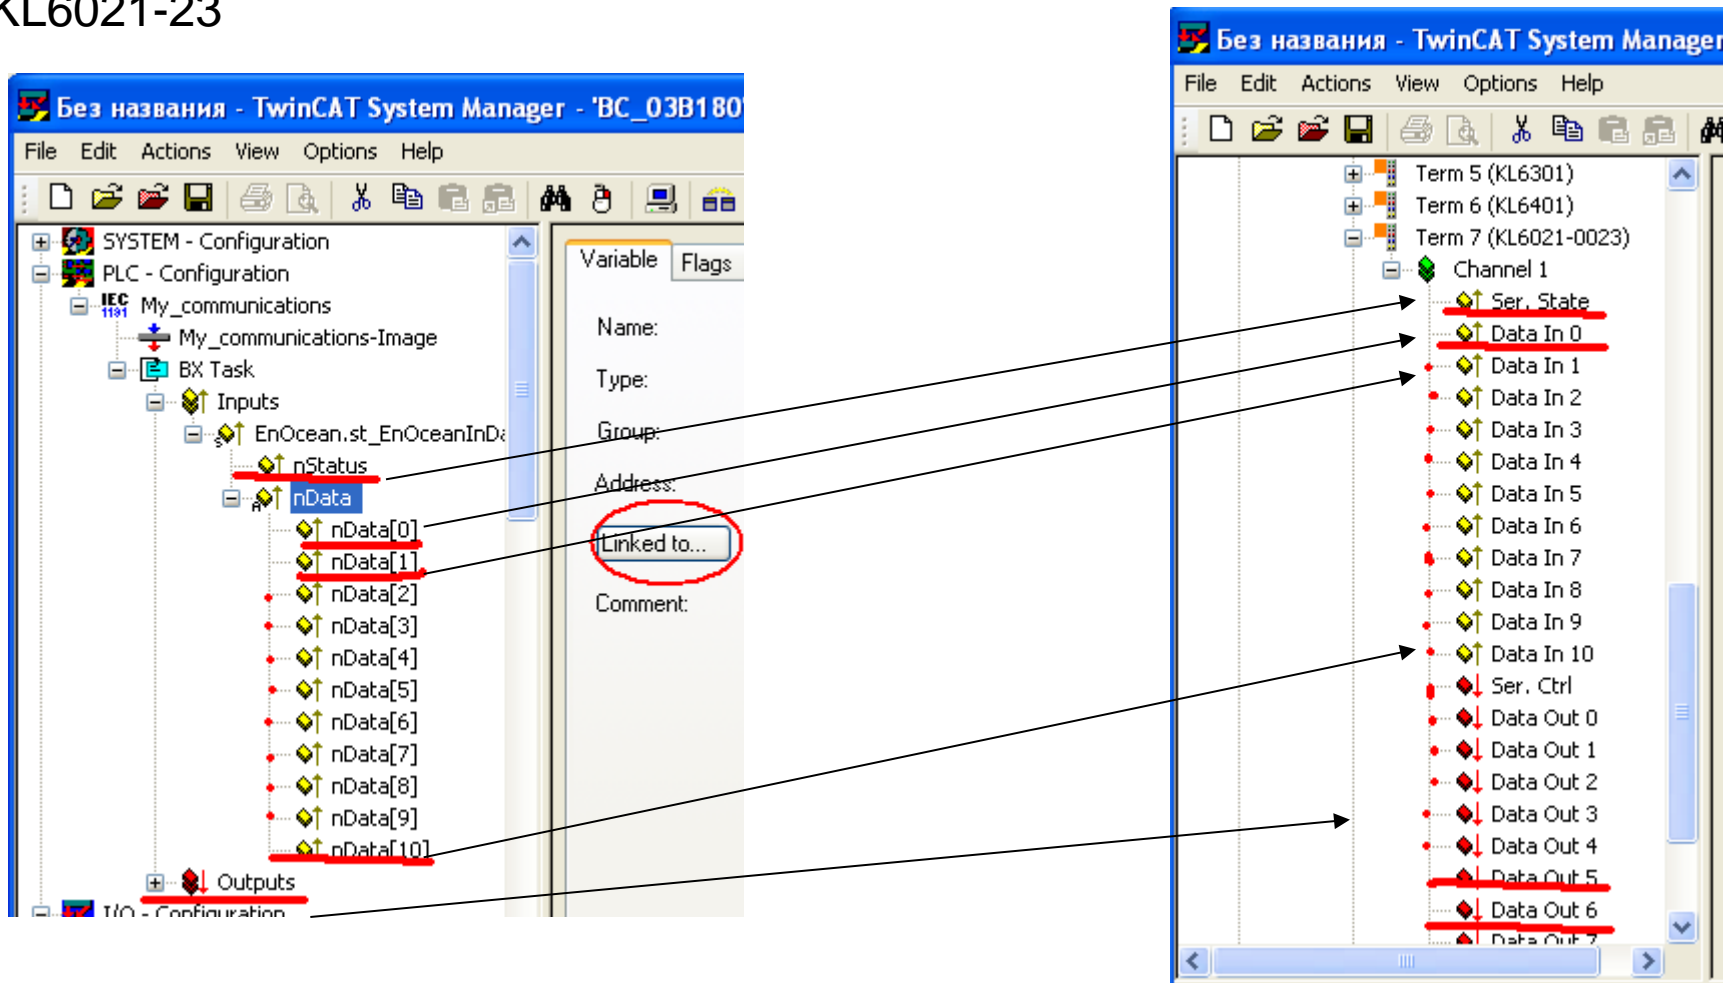 KL6021-23
Без названия - TwinCAT System Manager - 'BC_03B180'
File Edit Actions View Options Help
SYSTEM - Configuration
PLC - Configuration
IEC 1131 My_communications
My_communications-Image
BX Task
Inputs
EnOcean.st_EnOceanInDa
nStatus
nData
nData[0]
nData[1]
nData[2]
nData[3]
nData[4]
nData[5]
nData[6]
nData[7]
nData[8]
nData[9]
nData[10]
Outputs
I/O - Configuration
Variable Flags
Name:
Type:
Group:
Address:
Linked to...
Comment:
Без названия - TwinCAT System Manager
File Edit Actions View Options Help
Term 5 (KL6301)
Term 6 (KL6401)
Term 7 (KL6021-0023)
Channel 1
Ser. State
Data In 0
Data In 1
Data In 2
Data In 3
Data In 4
Data In 5
Data In 6
Data In 7
Data In 8
Data In 9
Data In 10
Ser. Ctrl
Data Out 0
Data Out 1
Data Out 2
Data Out 3
Data Out 4
Data Out 5
Data Out 6
Data Out 7